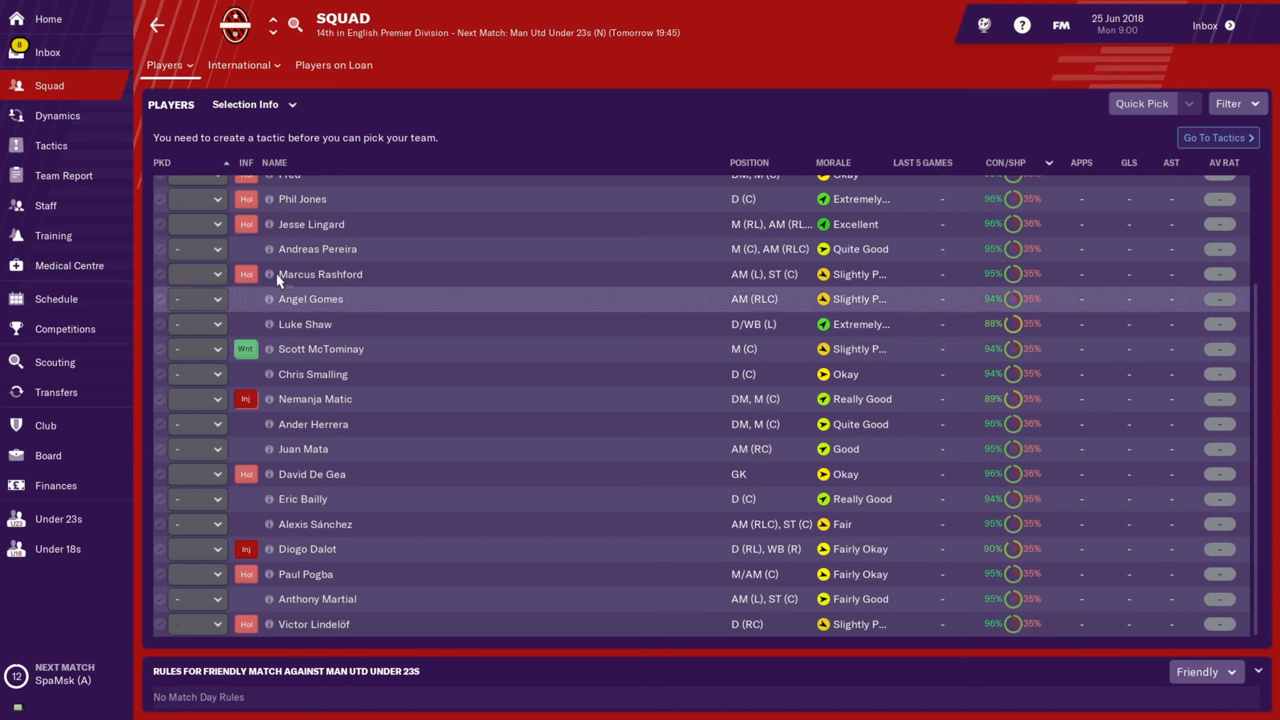 Home
8
Inbox
Squad
Dynamics
Tactics
Team Report
Staff
Training
Medical Centre
Schedule
Competitions
Scouting
Transfers
Club
Board
Finances
U23 Under 23s
U18 Under 18s
12 NEXT MATCH
SpaMsk (A)
SQUAD
14th in English Premier Division - Next Match: Man Utd Under 23s (N) (Tomorrow 19:45)
? FM 25 Jun 2018
Mon 9:00
Inbox
Players International Players on Loan
PLAYERS Selection Info Quick Pick Filter
You need to create a tactic before you can pick your team. Go To Tactics
PKD INF NAME POSITION MORALE LAST 5 GAMES CON/SHP APPS GLS AST AV RAT
- Hol Phil Jones D (C) Extremely... - 96% 35% - - - -
- Hol Jesse Lingard M (RL), AM (RL... Excellent - 96% 36% - - - -
- Andreas Pereira M (C), AM (RLC) Quite Good - 95% 35% - - - -
- Hol Marcus Rashford AM (L), ST (C) Slightly P... - 95% 35% - - - -
- Angel Gomes AM (RLC) Slightly P... - 94% 35% - - - -
- Luke Shaw D/WB (L) Extremely... - 88% 35% - - - -
- Wnt Scott McTominay M (C) Slightly P... - 94% 35% - - - -
- Chris Smalling D (C) Okay - 94% 35% - - - -
- Inj Nemanja Matic DM, M (C) Really Good - 89% 35% - - - -
- Ander Herrera DM, M (C) Quite Good - 96% 36% - - - -
- Juan Mata AM (RC) Good - 95% 35% - - - -
- Hol David De Gea GK Okay - 96% 36% - - - -
- Eric Bailly D (C) Really Good - 94% 35% - - - -
- Alexis Sánchez AM (RLC), ST (C) Fair - 95% 35% - - - -
- Inj Diogo Dalot D (RL), WB (R) Fairly Okay - 90% 35% - - - -
- Hol Paul Pogba M/AM (C) Fairly Okay - 95% 35% - - - -
- Anthony Martial AM (L), ST (C) Fairly Good - 95% 35% - - - -
- Hol Victor Lindelöf D (RC) Slightly P... - 96% 35% - - - -
RULES FOR FRIENDLY MATCH AGAINST MAN UTD UNDER 23S Friendly
No Match Day Rules